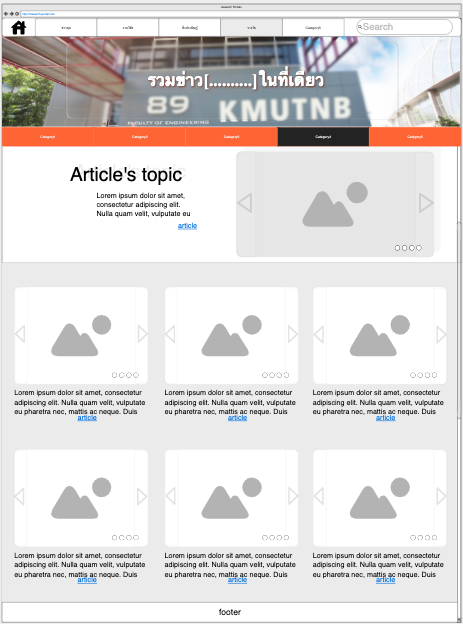 Search
รวมข่าว[..........]ในที่เดียว
89
FACULTY OF ENGINEERING
KMUTNB
Article's topic
Lorem ipsum dolor sit amet,
consectetur adipiscing elit.
Nulla quam velit, vulputate eu
article
Lorem ipsum dolor sit amet, consectetur
adipiscing elit. Nulla quam velit, vulputate
eu pharetra nec, mattis ac neque. Duis
article
Lorem ipsum dolor sit amet, consectetur
adipiscing elit. Nulla quam velit, vulputate
eu pharetra nec, mattis ac neque. Duis
article
Lorem ipsum dolor sit amet, consectetur
adipiscing elit. Nulla quam velit, vulputate
eu pharetra nec, mattis ac neque. Duis
article
Lorem ipsum dolor sit amet, consectetur
adipiscing elit. Nulla quam velit, vulputate
eu pharetra nec, mattis ac neque. Duis
article
Lorem ipsum dolor sit amet, consectetur
adipiscing elit. Nulla quam velit, vulputate
eu pharetra nec, mattis ac neque. Duis
article
Lorem ipsum dolor sit amet, consectetur
adipiscing elit. Nulla quam velit, vulputate
eu pharetra nec, mattis ac neque. Duis
article
footer